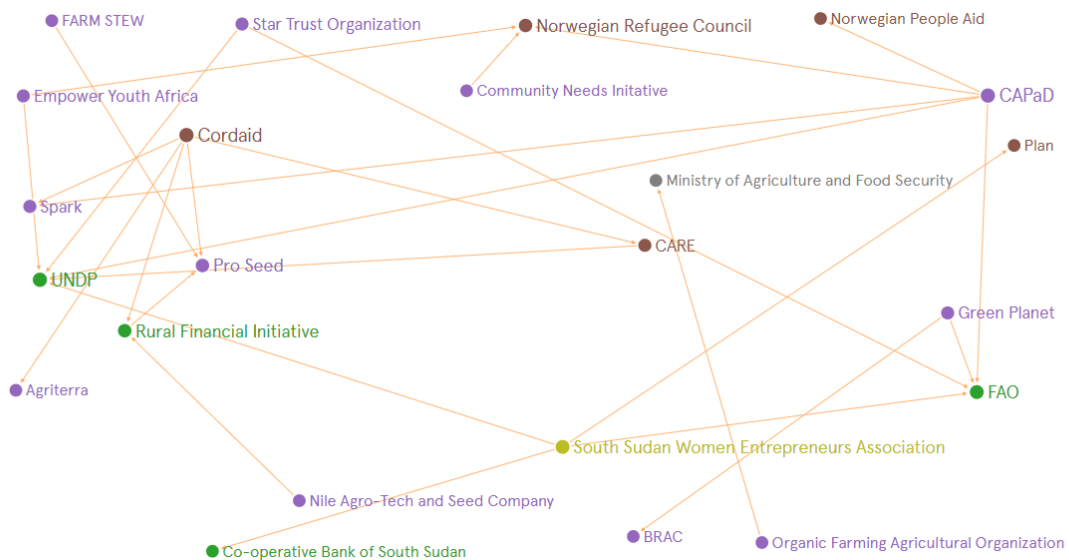 FARM STEW
Star Trust Organization
Norwegian Refugee Council
Norwegian People Aid
Empower Youth Africa
Community Needs Initative
CAPaD
Cordaid
Plan
Ministry of Agriculture and Food Security
Spark
CARE
Pro Seed
UNDP
Green Planet
Rural Financial Initiative
Agriterra
FAO
South Sudan Women Entrepreneurs Association
Nile Agro-Tech and Seed Company
BRAC
Organic Farming Agricultural Organization
Co-operative Bank of South Sudan